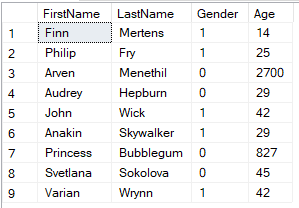 FirstName LastName Gender Age
1 Finn Mertens 1 14
2 Philip Fry 1 25
3 Arven Menethil 0 2700
4 Audrey Hepburn 0 29
5 John Wick 1 42
6 Anakin Skywalker 1 29
7 Princess Bubblegum 0 827
8 Svetlana Sokolova 0 45
9 Varian Wrynn 1 42